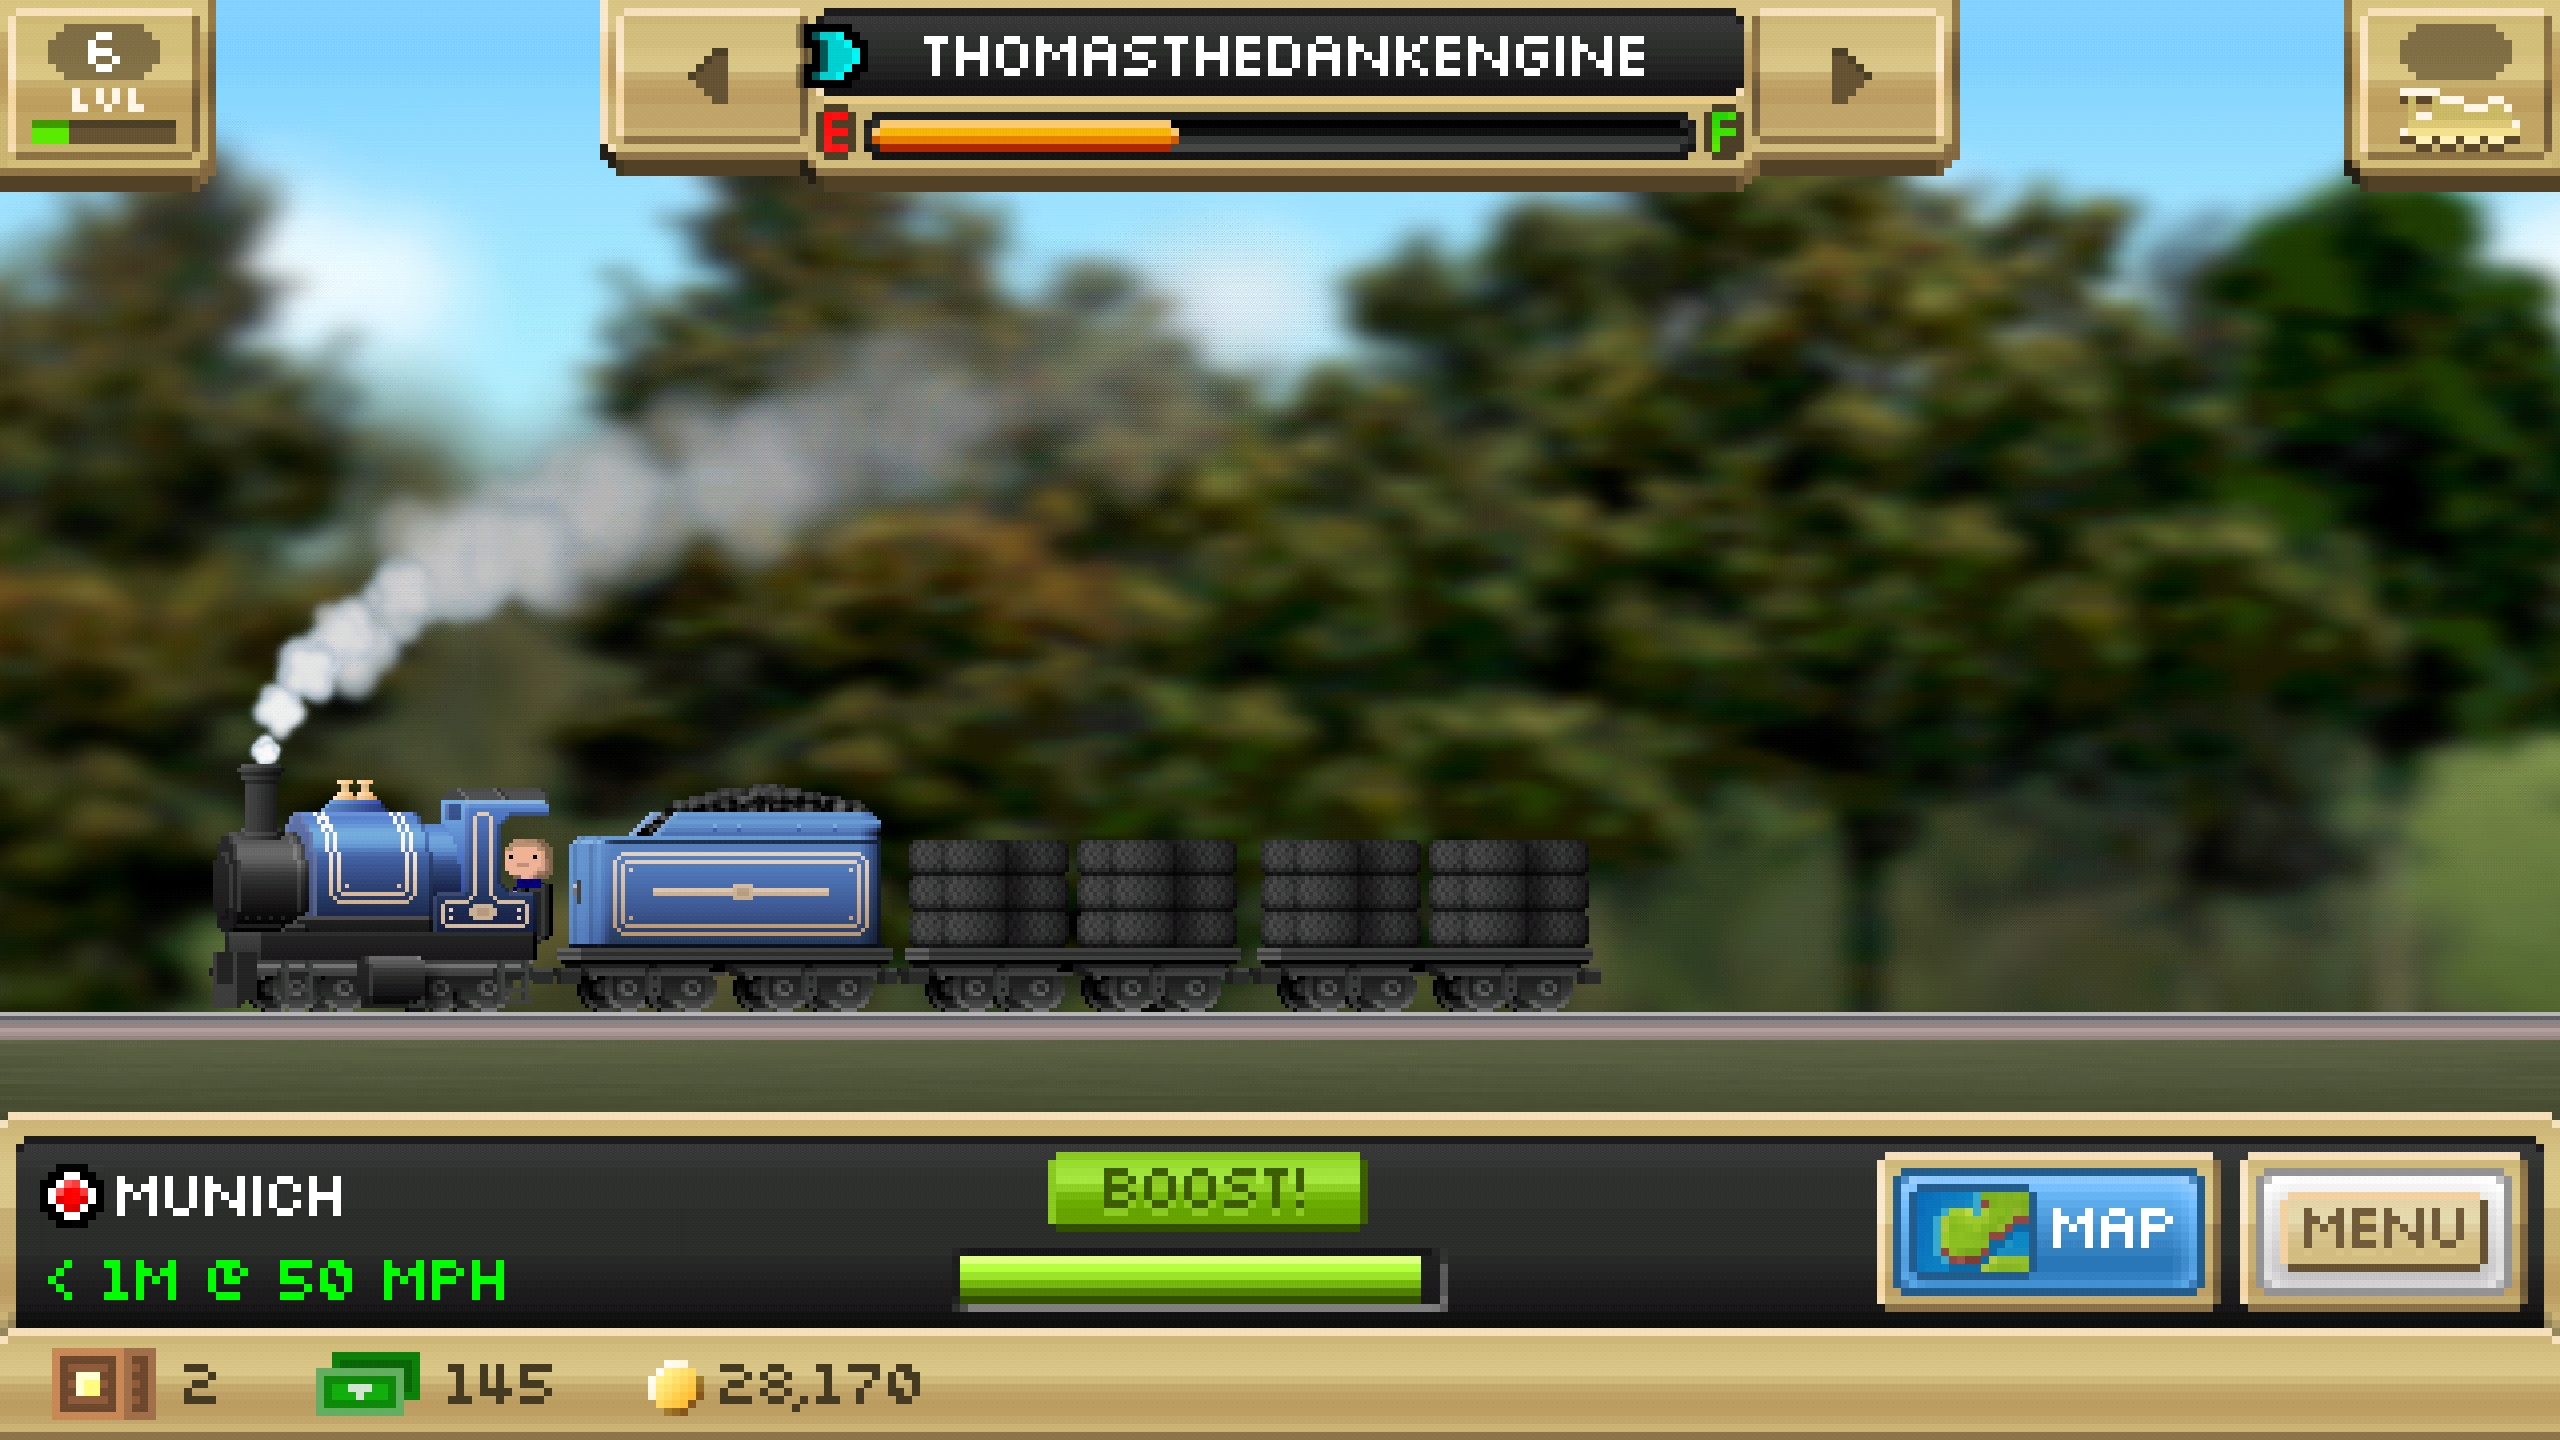 6
LVL
THOMASTHEDANKENGINE
E F
MUNICH
< 1M @ 50 MPH
BOOST!
MAP
MENU
2 145 28,170